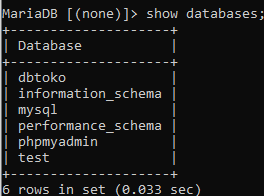 MariaDB [(none)]> show databases;
+--------------------+
| Database           |
+--------------------+
| dbtoko             |
| information_schema |
| mysql              |
| performance_schema |
| phpmyadmin         |
| test               |
+--------------------+
6 rows in set (0.033 sec)